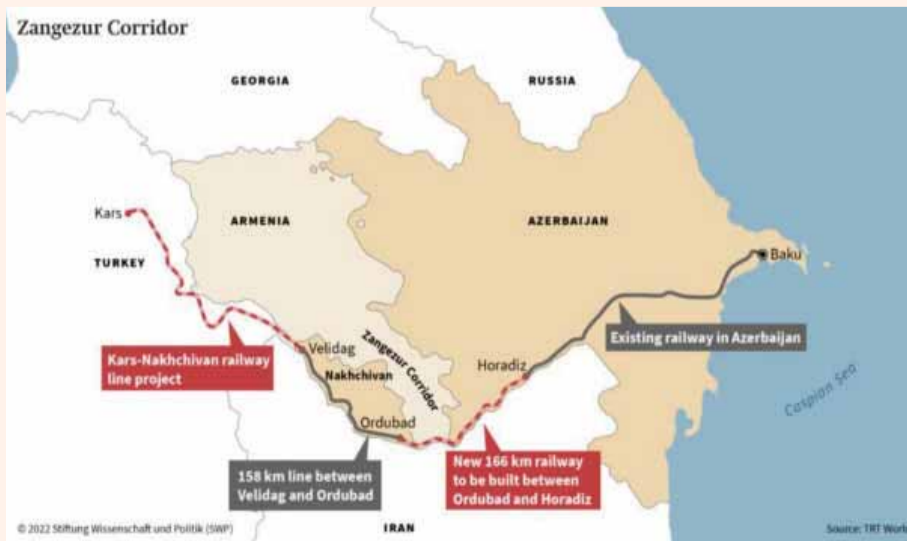 Zangezur Corridor
GEORGIA
RUSSIA
Kars
ARMENIA
AZERBAIJAN
TURKEY
Baku
Existing railway in Azerbaijan
Velidag
Kars-Nakhchivan railway
line project
Nakhchivan
Zangezur Corridor
Horadiz
Caspian Sea
Ordubad
158 km line between
Velidag and Ordubad
New 166 km railway
to be built between
Ordubad and Horadiz
© 2022 Stiftung Wissenschaft und Politik (SWP)
IRAN
Source: TRT World